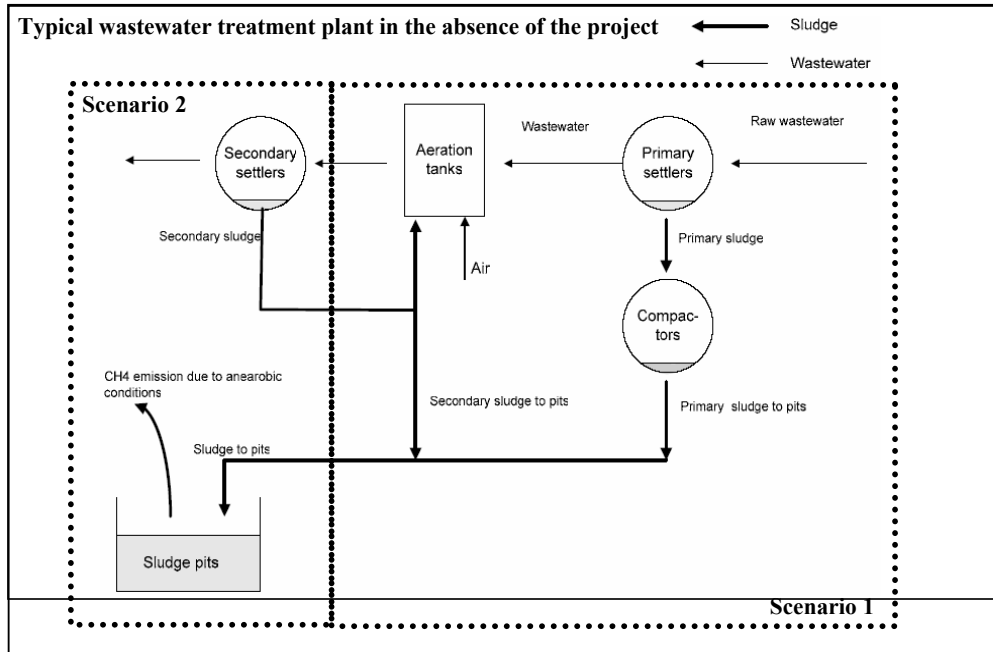 Typical wastewater treatment plant in the absence of the project
Sludge
Wastewater
Scenario 2
Secondary
settlers
Aeration
tanks
Wastewater
Primary
settlers
Raw wastewater
Secondary sludge
Air
Primary sludge
Compac-
tors
CH4 emission due to anearobic
conditions
Secondary sludge to pits
Primary sludge to pits
Sludge to pits
Sludge pits
Scenario 1